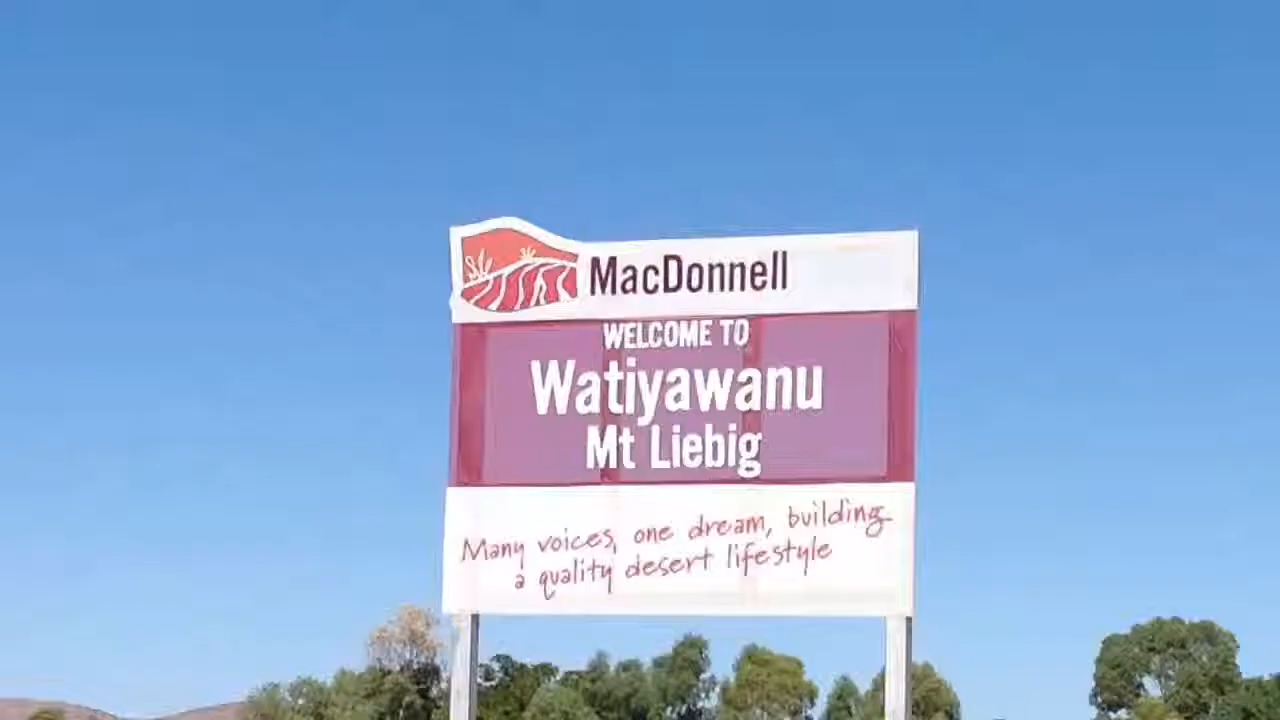 MacDonnell
WELCOME TO
Watiyawanu
Mt Liebig
Many voices, one dream, building
a quality desert lifestyle